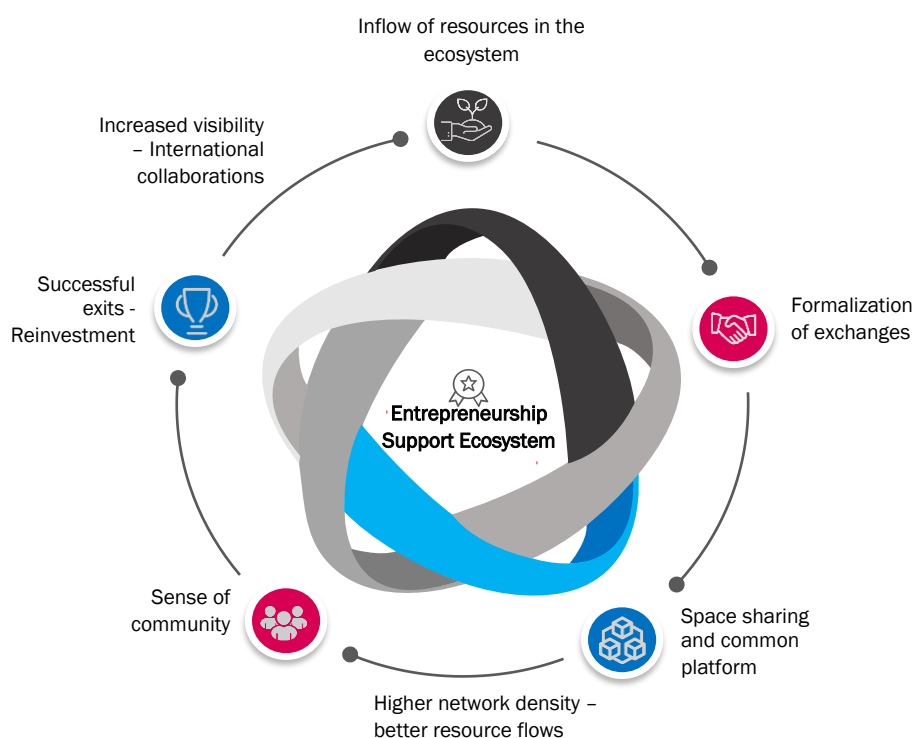 Inflow of resources in the
ecosystem
Increased visibility
– International
collaborations
Successful
exits -
Reinvestment
Formalization
of exchanges
Entrepreneurship
Support Ecosystem
Sense of
community
Space sharing
and common
platform
Higher network density –
better resource flows